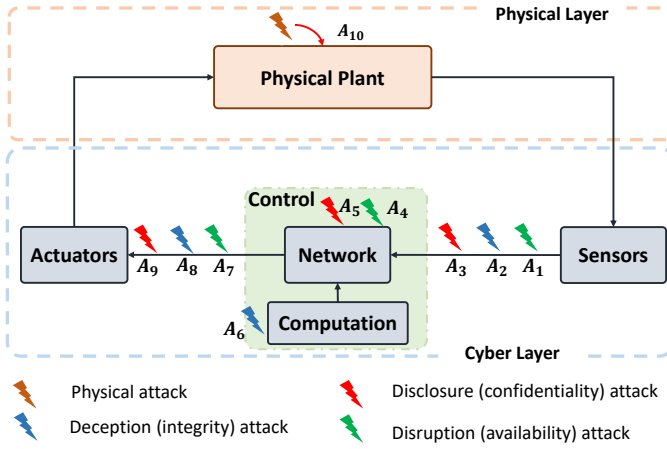 Physical Layer
A10
Physical Plant
Control
A5
A4
Actuators
Network
Sensors
A9
A8
A7
A3
A2
A1
A6
Computation
Cyber Layer
Physical attack
Disclosure (confidentiality) attack
Deception (integrity) attack
Disruption (availability) attack